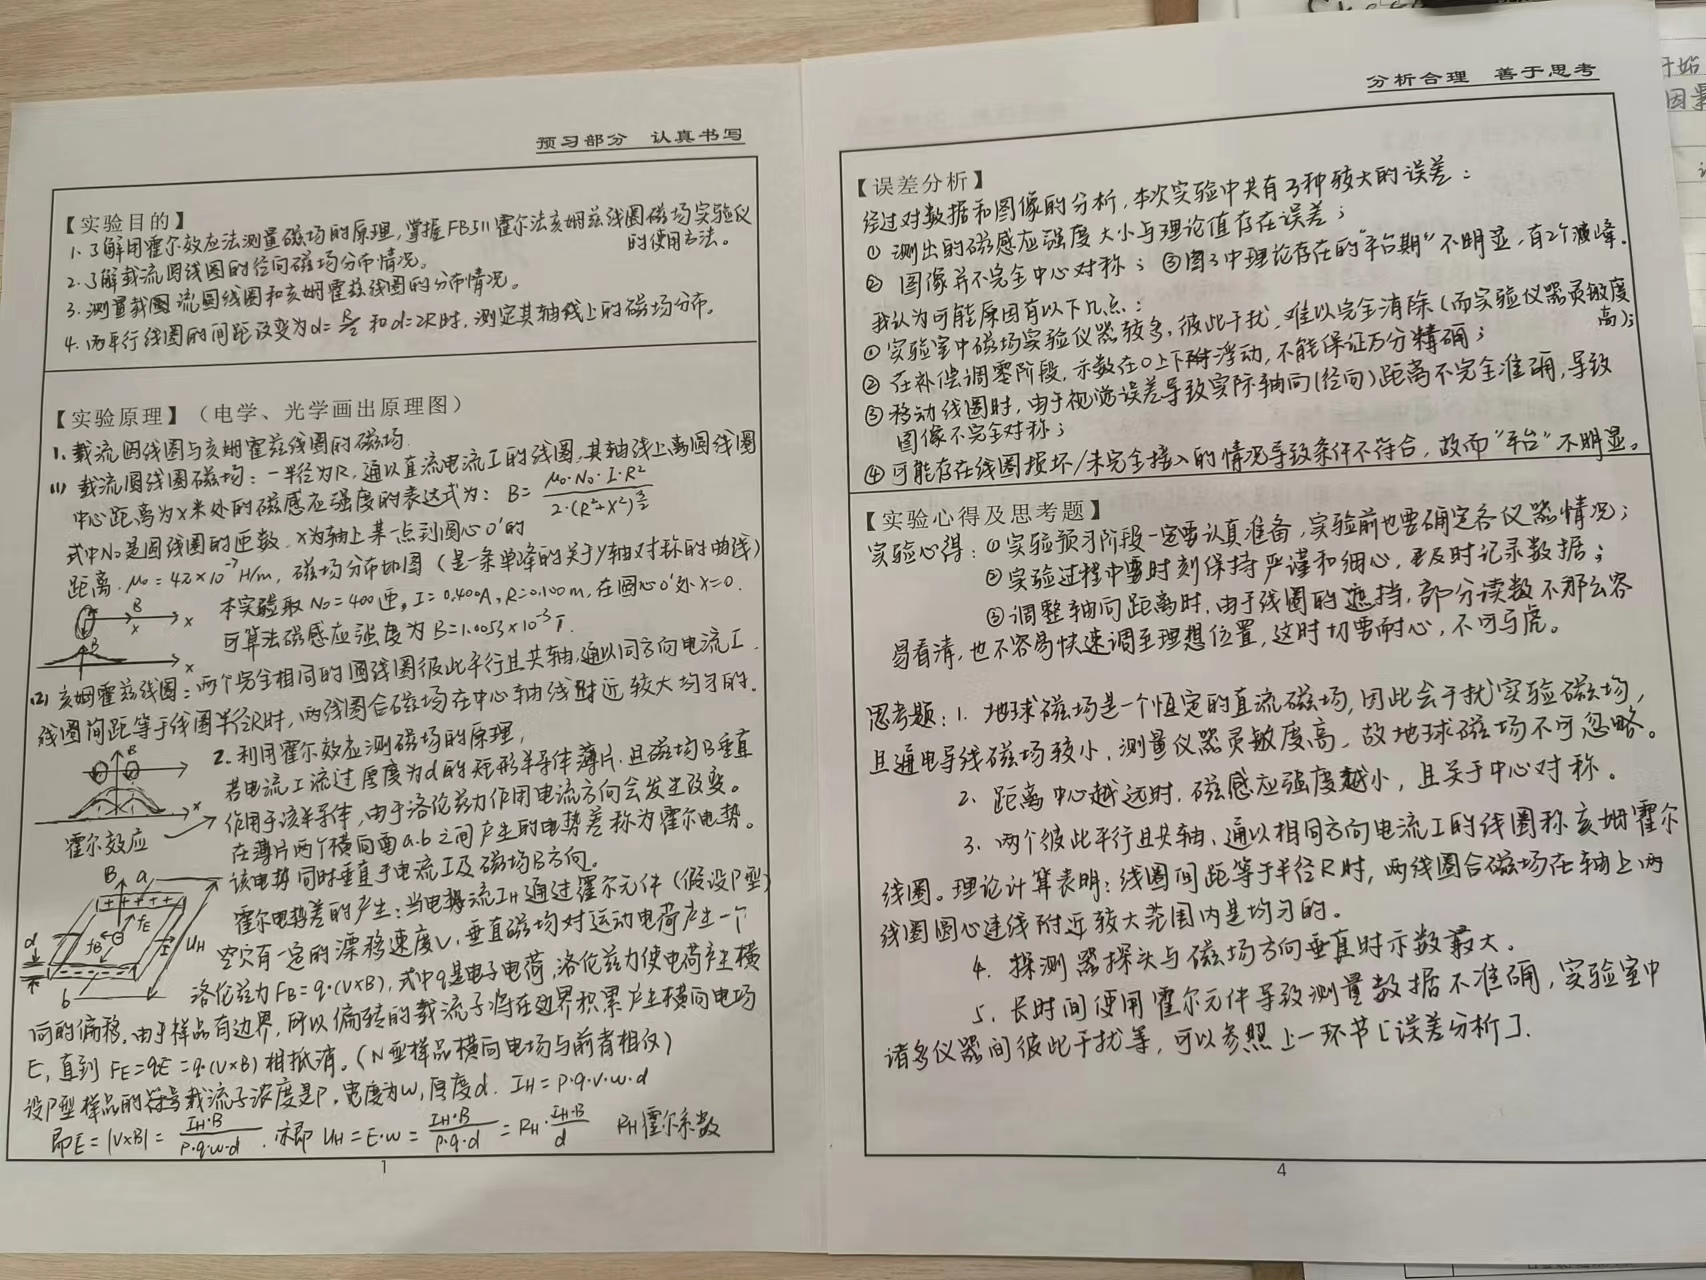 预习部分 认真书写
【实验目的】
1. 了解用霍尔效应法测量磁场的原理,掌握FB511霍尔法亥姆兹线圈磁场实验仪
的使用方法。
2. 了解载流圆线圈的径向磁场分布情况。
3. 测量载流圆线圈和亥姆霍兹线圈的分布情况。
4. 两平行线圈的间距改变为d=R/2和d=2R时,测定其轴线上的磁场分布。
【实验原理】(电学、光学画出原理图)
1. 载流圆线圈与亥姆霍兹线圈的磁场
(1) 载流圆线圈磁场:一半径为R,通以直流电流I的线圈,其轴线上离圆线圈
中心距离为X米处的磁感应强度的表达式为: B= μ0·N0·I·R² / 2·(R²+X²)^(3/2)
式中N0是圆线圈的匝数,X为轴上某一点到圆心O'的
距离.μ0=4π×10⁻⁷H/m,磁场分布如图(是一条单峰的关于y轴对称的曲线)
本实验取N0=400匝,I=0.400A,R=0.100m,在圆心O'处X=0.
可算法磁感应强度为B=1.0053×10⁻³T.
B
x
x
B
x
(2) 亥姆霍兹线圈:两个完全相同的圆线圈彼此平行且共轴,通以同方向电流I.
线圈间距等于线圈半径R时,两线圈合磁场在中心轴线附近较大均匀的.
B
x
霍尔效应
2. 利用霍尔效应测磁场的原理,
若电流I流过厚度为d的矩形半导体薄片.且磁场B垂直
作用于该半导体,由于洛伦兹力作用电流方向会发生改变。
在薄片两个横向面a.b之间产生的电势差称为霍尔电势。
该电势同时垂直于电流I及磁场B方向。
B a
fE
fB
d
I
UH
b
霍尔电势差的产生:当电流IH通过霍尔元件(假设P型)
空穴有一定的漂移速度V,垂直磁场对运动电荷产生一个
洛伦兹力FB=q·(V×B),式中q是电子电荷,洛伦兹力使电荷产生横
向的偏移,由于样品有边界,所以偏转的载流子将在边界积累产生横向电场
E,直到FE=qE=q·(V×B)相抵消。(N型样品横向电场与前者相反)
设P型样品的载流子浓度是P,宽度为w,厚度d. IH=P·q·v·w·d
即E=|V×B|= IH·B / P·q·w·d . 亦即 UH=E·w= IH·B / P·q·d = RH· IH·B / d RH霍尔系数
1
分析合理 善于思考
【误差分析】
经过对数据和图像的分析,本次实验中共有3种较大的误差:
① 测出的磁感应强度大小与理论值存在误差;
② 图像并不完全中心对称; ③图3中理论存在的“平台期”不明显,有2个波峰.
我认为可能原因有以下几点:
① 实验室中磁场实验仪器较多,彼此干扰,难以完全消除(而实验仪器灵敏度
高);
② 在补偿调零阶段,示数在0上下浮动,不能保证万分精确;
③ 移动线圈时,由于视觉误差导致实际轴向(径向)距离不完全准确,导致
图像不完全对称;
④ 可能存在线圈损坏/未完全接入的情况导致条件不符合,故而“平台”不明显。
【实验心得及思考题】
实验心得:①实验预习阶段一定要认真准备,实验前也要确定各仪器情况;
②实验过程中要时刻保持严谨和细心,要及时记录数据;
③调整轴向距离时,由于线圈的遮挡,部分读数不那么容
易看清,也不容易快速调至理想位置,这时切要耐心,不可马虎。
思考题:1. 地球磁场是一个恒定的直流磁场,因此会干扰实验磁场,
且通电导线磁场较小,测量仪器灵敏度高,故地球磁场不可忽略。
2. 距离中心越远时,磁感应强度越小,且关于中心对称.
3. 两个彼此平行且共轴、通以相同方向电流I的线圈称亥姆霍尔
线圈。理论计算表明:线圈间距等于半径R时,两线圈合磁场在轴上两
线圈圆心连线附近较大范围内是均匀的。
4. 探测器探头与磁场方向垂直时示数最大.
5. 长时间使用霍尔元件导致测量数据不准确,实验室中
诸多仪器间彼此干扰等,可以参照上一环节[误差分析].
4